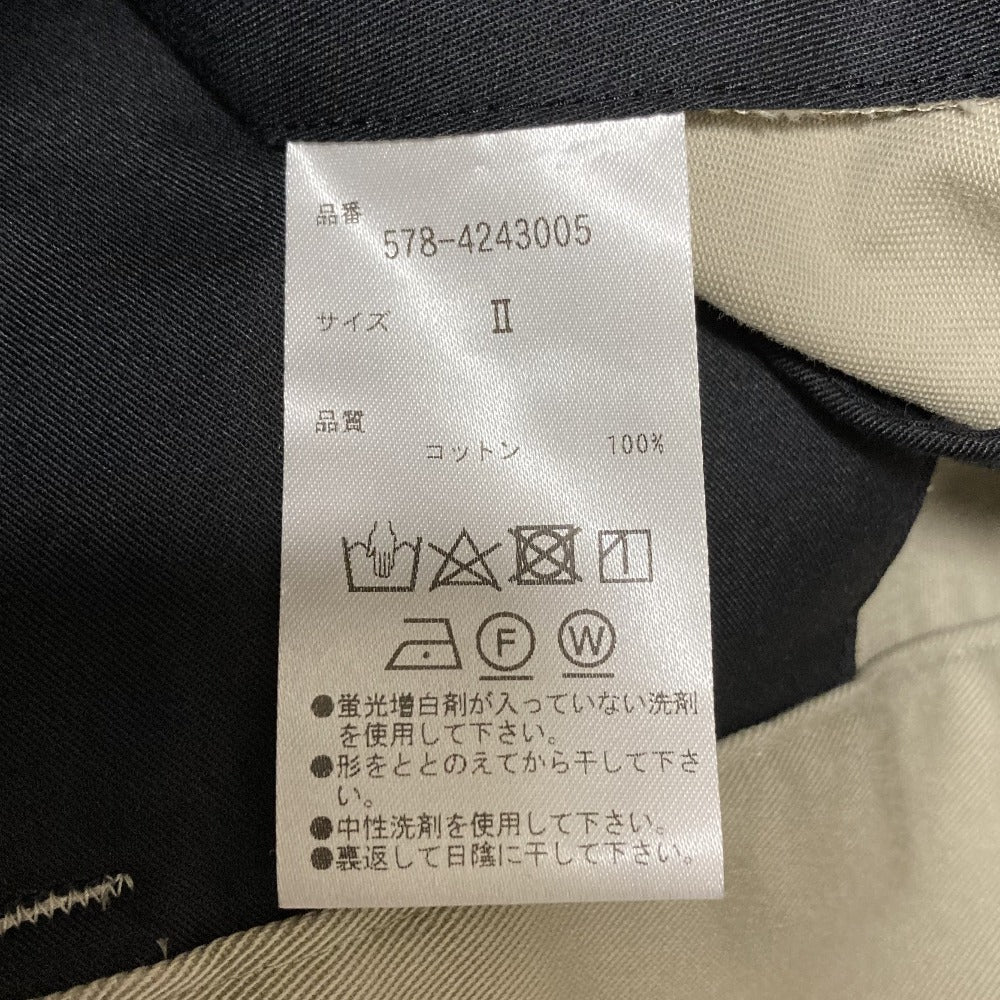 品番
578-4243005
サイズ Ⅱ
品質
コットン 100%
F W
●蛍光増白剤が入っていない洗剤
を使用して下さい。
●形をととのえてから干して下さ
い。
●中性洗剤を使用して下さい。
●裏返して日陰に干して下さい。